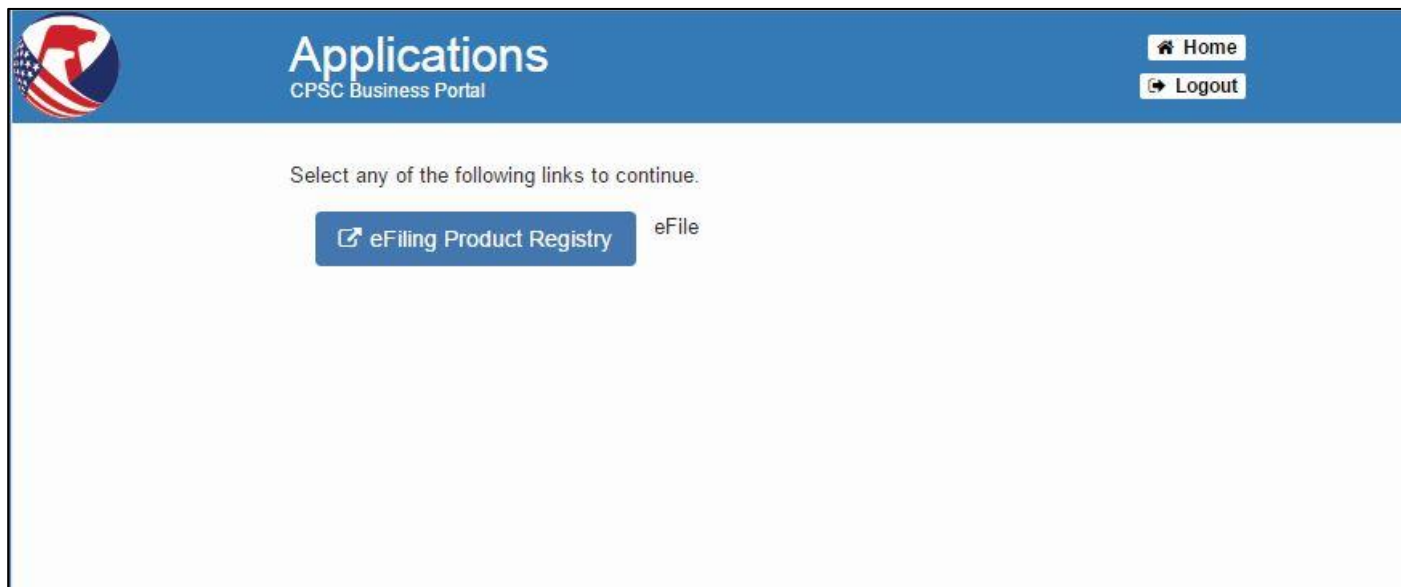 Applications
CPSC Business Portal
Home
Logout
Select any of the following links to continue.
eFiling Product Registry
eFile